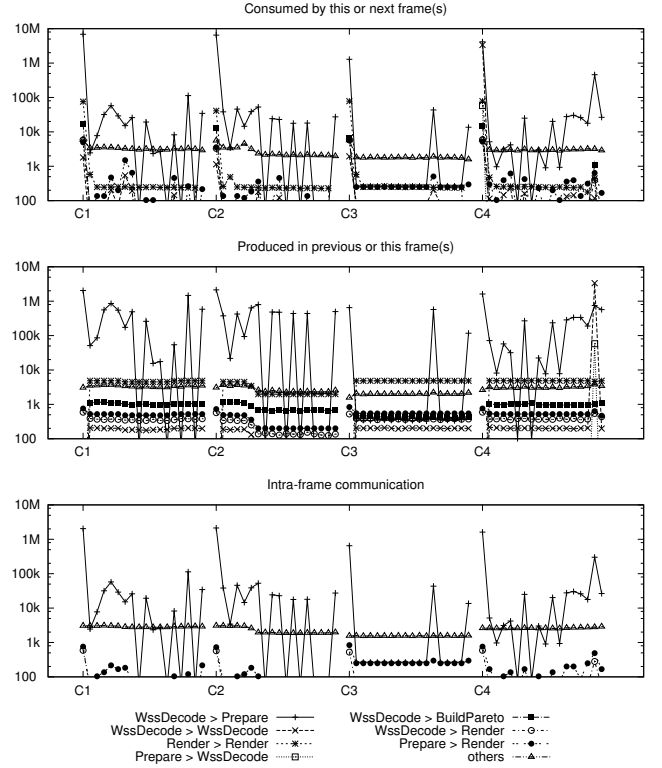 Consumed by this or next frame(s)
10M
1M
100k
10k
1k
100
C1 C2 C3 C4
Produced in previous or this frame(s)
10M
1M
100k
10k
1k
100
C1 C2 C3 C4
Intra-frame communication
10M
1M
100k
10k
1k
100
C1 C2 C3 C4
WssDecode > Prepare WssDecode > BuildPareto
WssDecode > WssDecode WssDecode > Render
Render > Render Prepare > Render
Prepare > WssDecode others